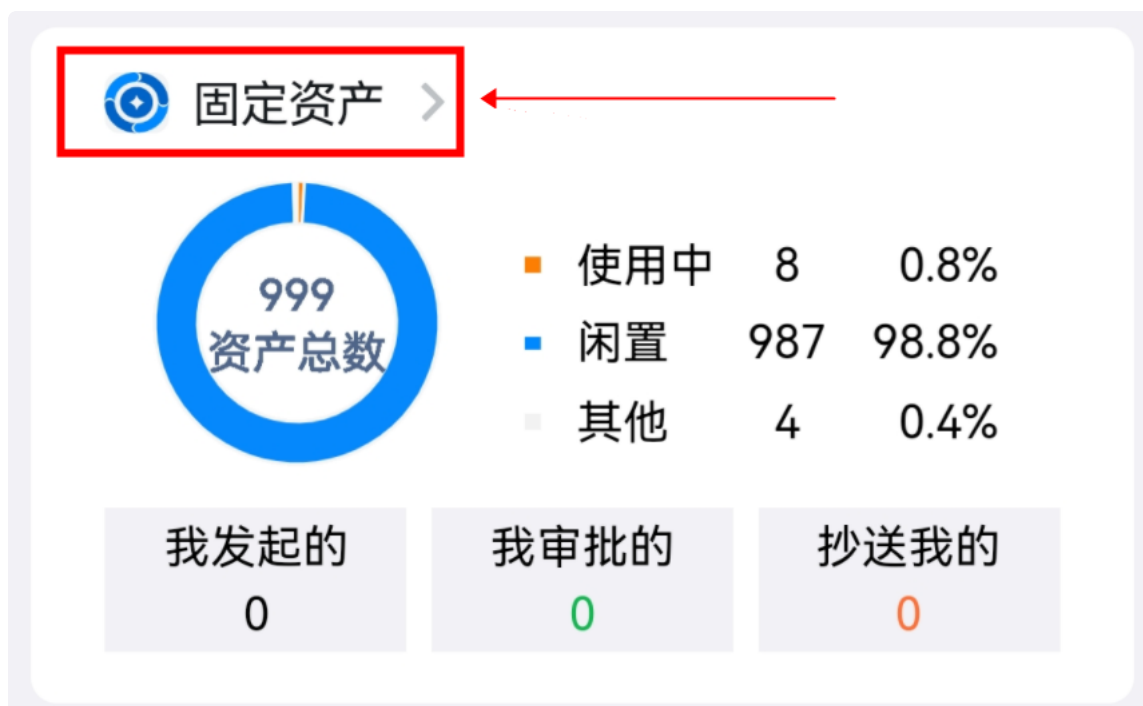 固定资产
999
资产总数
使用中 8 0.8%
闲置 987 98.8%
其他 4 0.4%
我发起的 我审批的 抄送我的
0 0 0